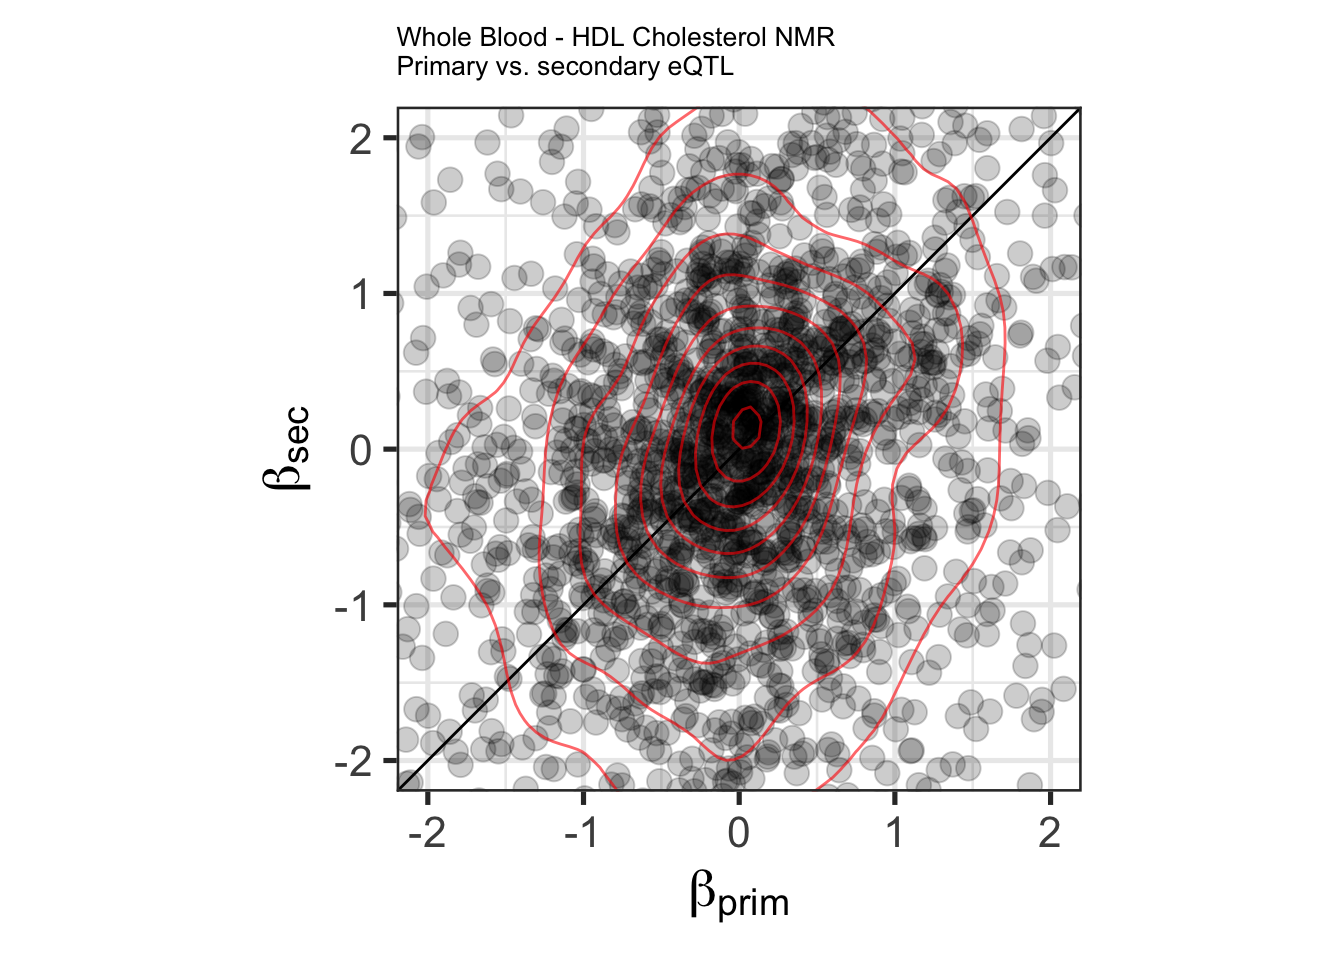 Whole Blood - HDL Cholesterol NMR
Primary vs. secondary eQTL
2
1
0
-1
-2
βsec
-2 -1 0 1 2
βprim